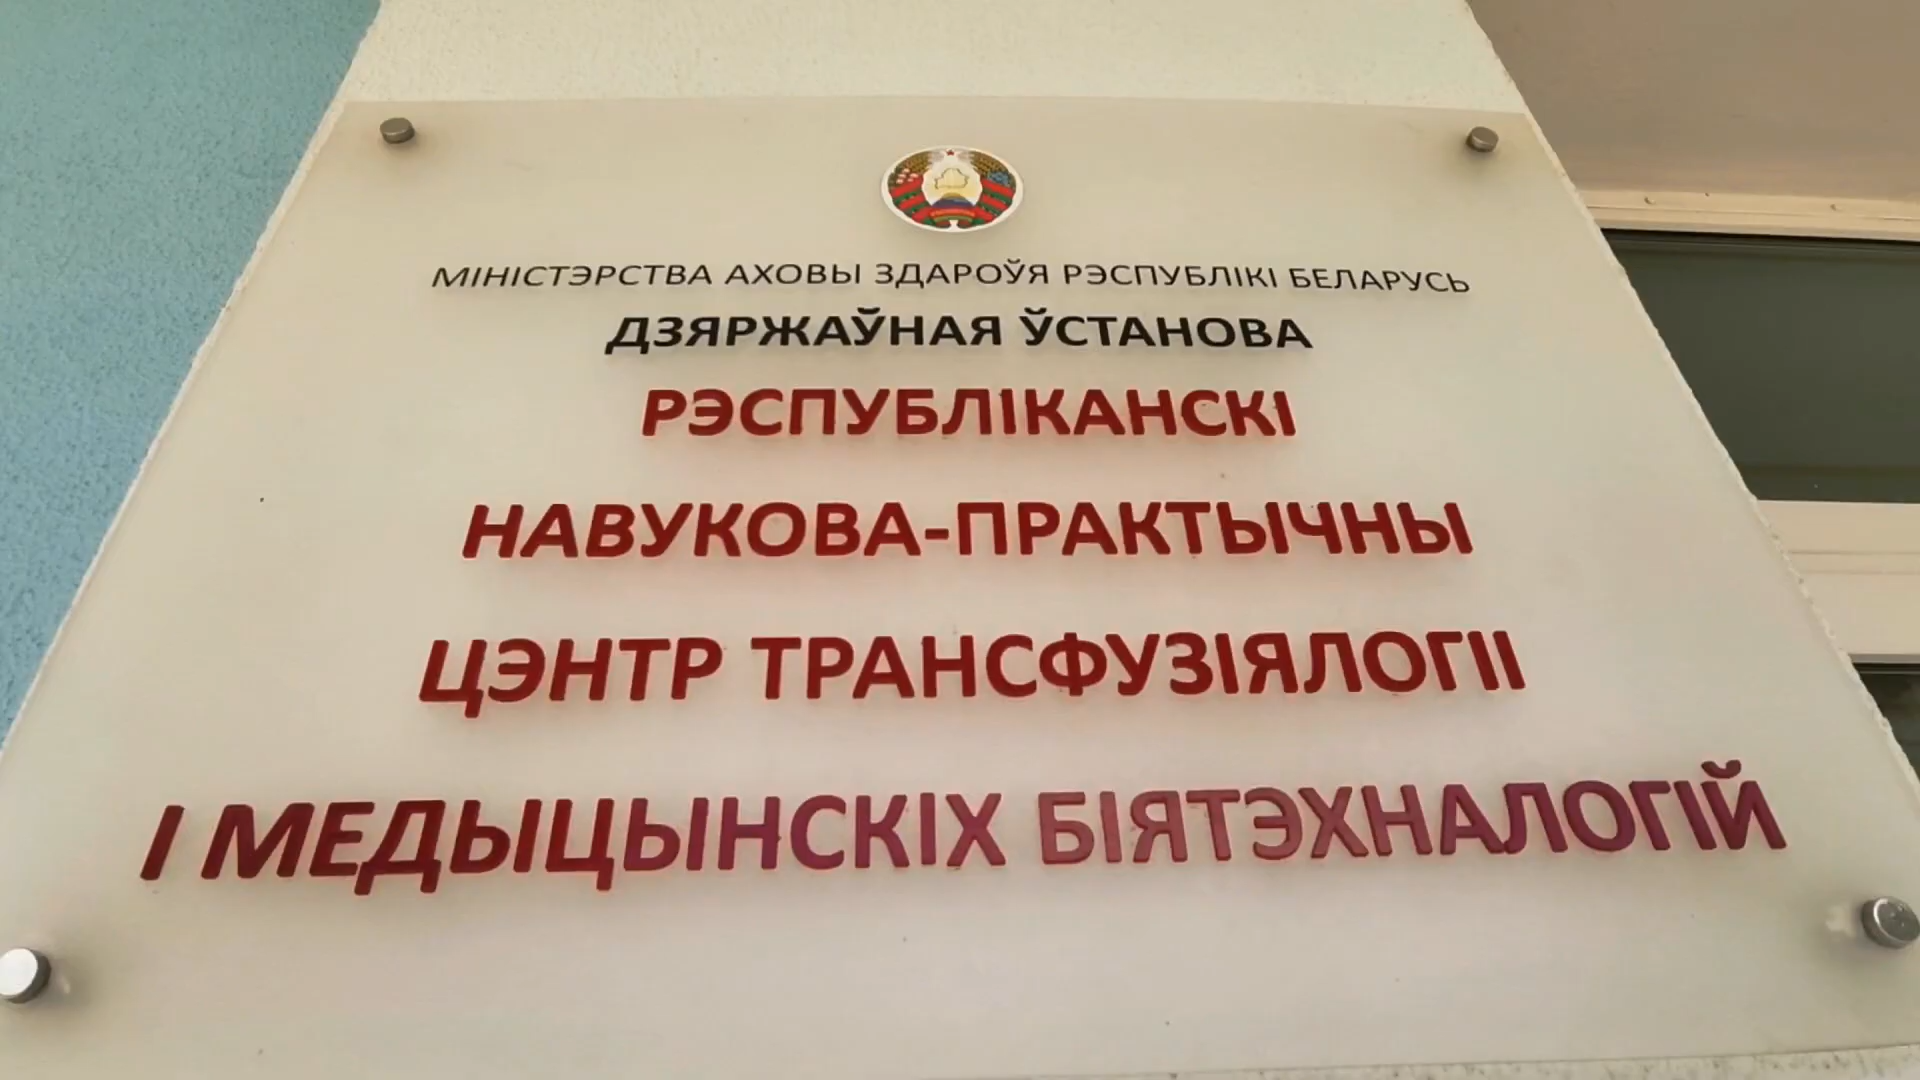 МІНІСТЭРСТВА АХОВЫ ЗДАРОЎЯ РЭСПУБЛІКІ БЕЛАРУСЬ
ДЗЯРЖАЎНАЯ ЎСТАНОВА
РЭСПУБЛІКАНСКІ
НАВУКОВА-ПРАКТЫЧНЫ
ЦЭНТР ТРАНСФУЗІЯЛОГІІ
І МЕДЫЦЫНСКІХ БІЯТЭХНАЛОГІЙ